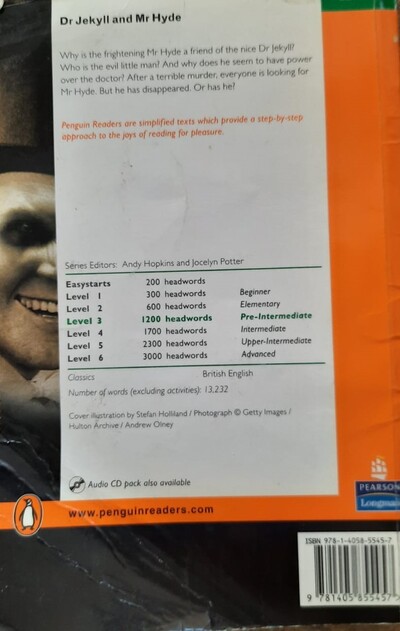 Dr Jekyll and Mr Hyde
Why is the frightening Mr Hyde a friend of the nice Dr Jekyll?
Who is the evil little man? And why does he seem to have power
over the doctor? After a terrible murder, everyone is looking for
Mr Hyde. But he has disappeared. Or has he?
Penguin Readers are simplified texts which provide a step-by-step
approach to the joys of reading for pleasure.
Series Editors: Andy Hopkins and Jocelyn Potter
Easystarts 200 headwords
Level 1 300 headwords Beginner
Level 2 600 headwords Elementary
Level 3 1200 headwords Pre-Intermediate
Level 4 1700 headwords Intermediate
Level 5 2300 headwords Upper-Intermediate
Level 6 3000 headwords Advanced
Classics British English
Number of words (excluding activities): 13,232
Cover illustration by Stefan Hollliand / Photograph © Getty Images /
Hulton Archive / Andrew Olney
Audio CD pack also available
PEARSON
Longman
www.penguinreaders.com
ISBN 978-1-4058-5545-7
9 781405 855457